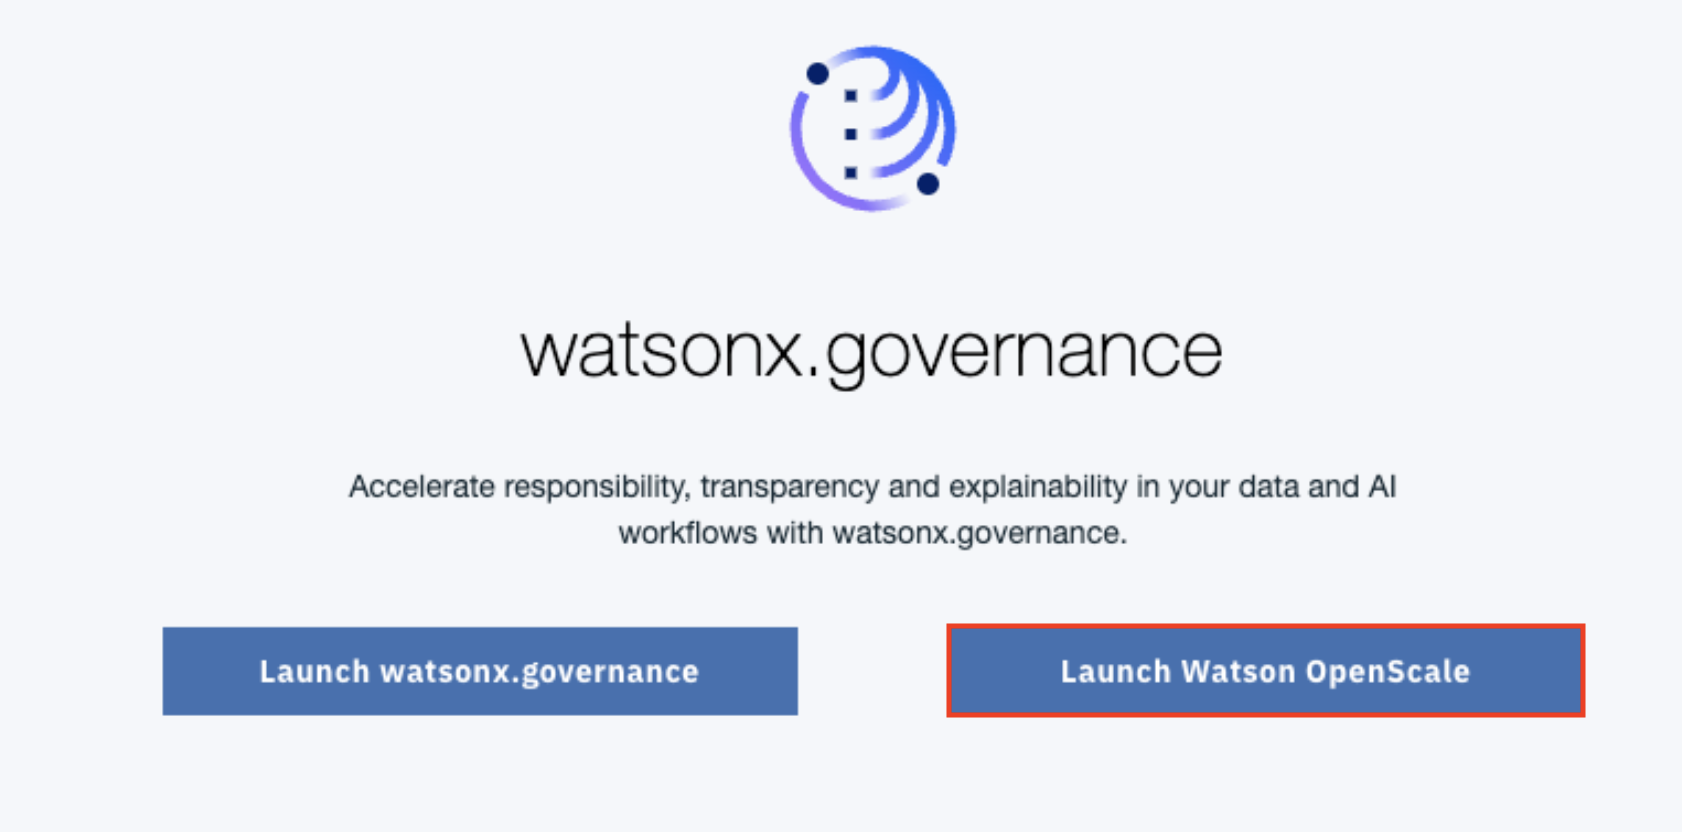 watsonx.governance
Accelerate responsibility, transparency and explainability in your data and AI
workflows with watsonx.governance.
Launch watsonx.governance
Launch Watson OpenScale